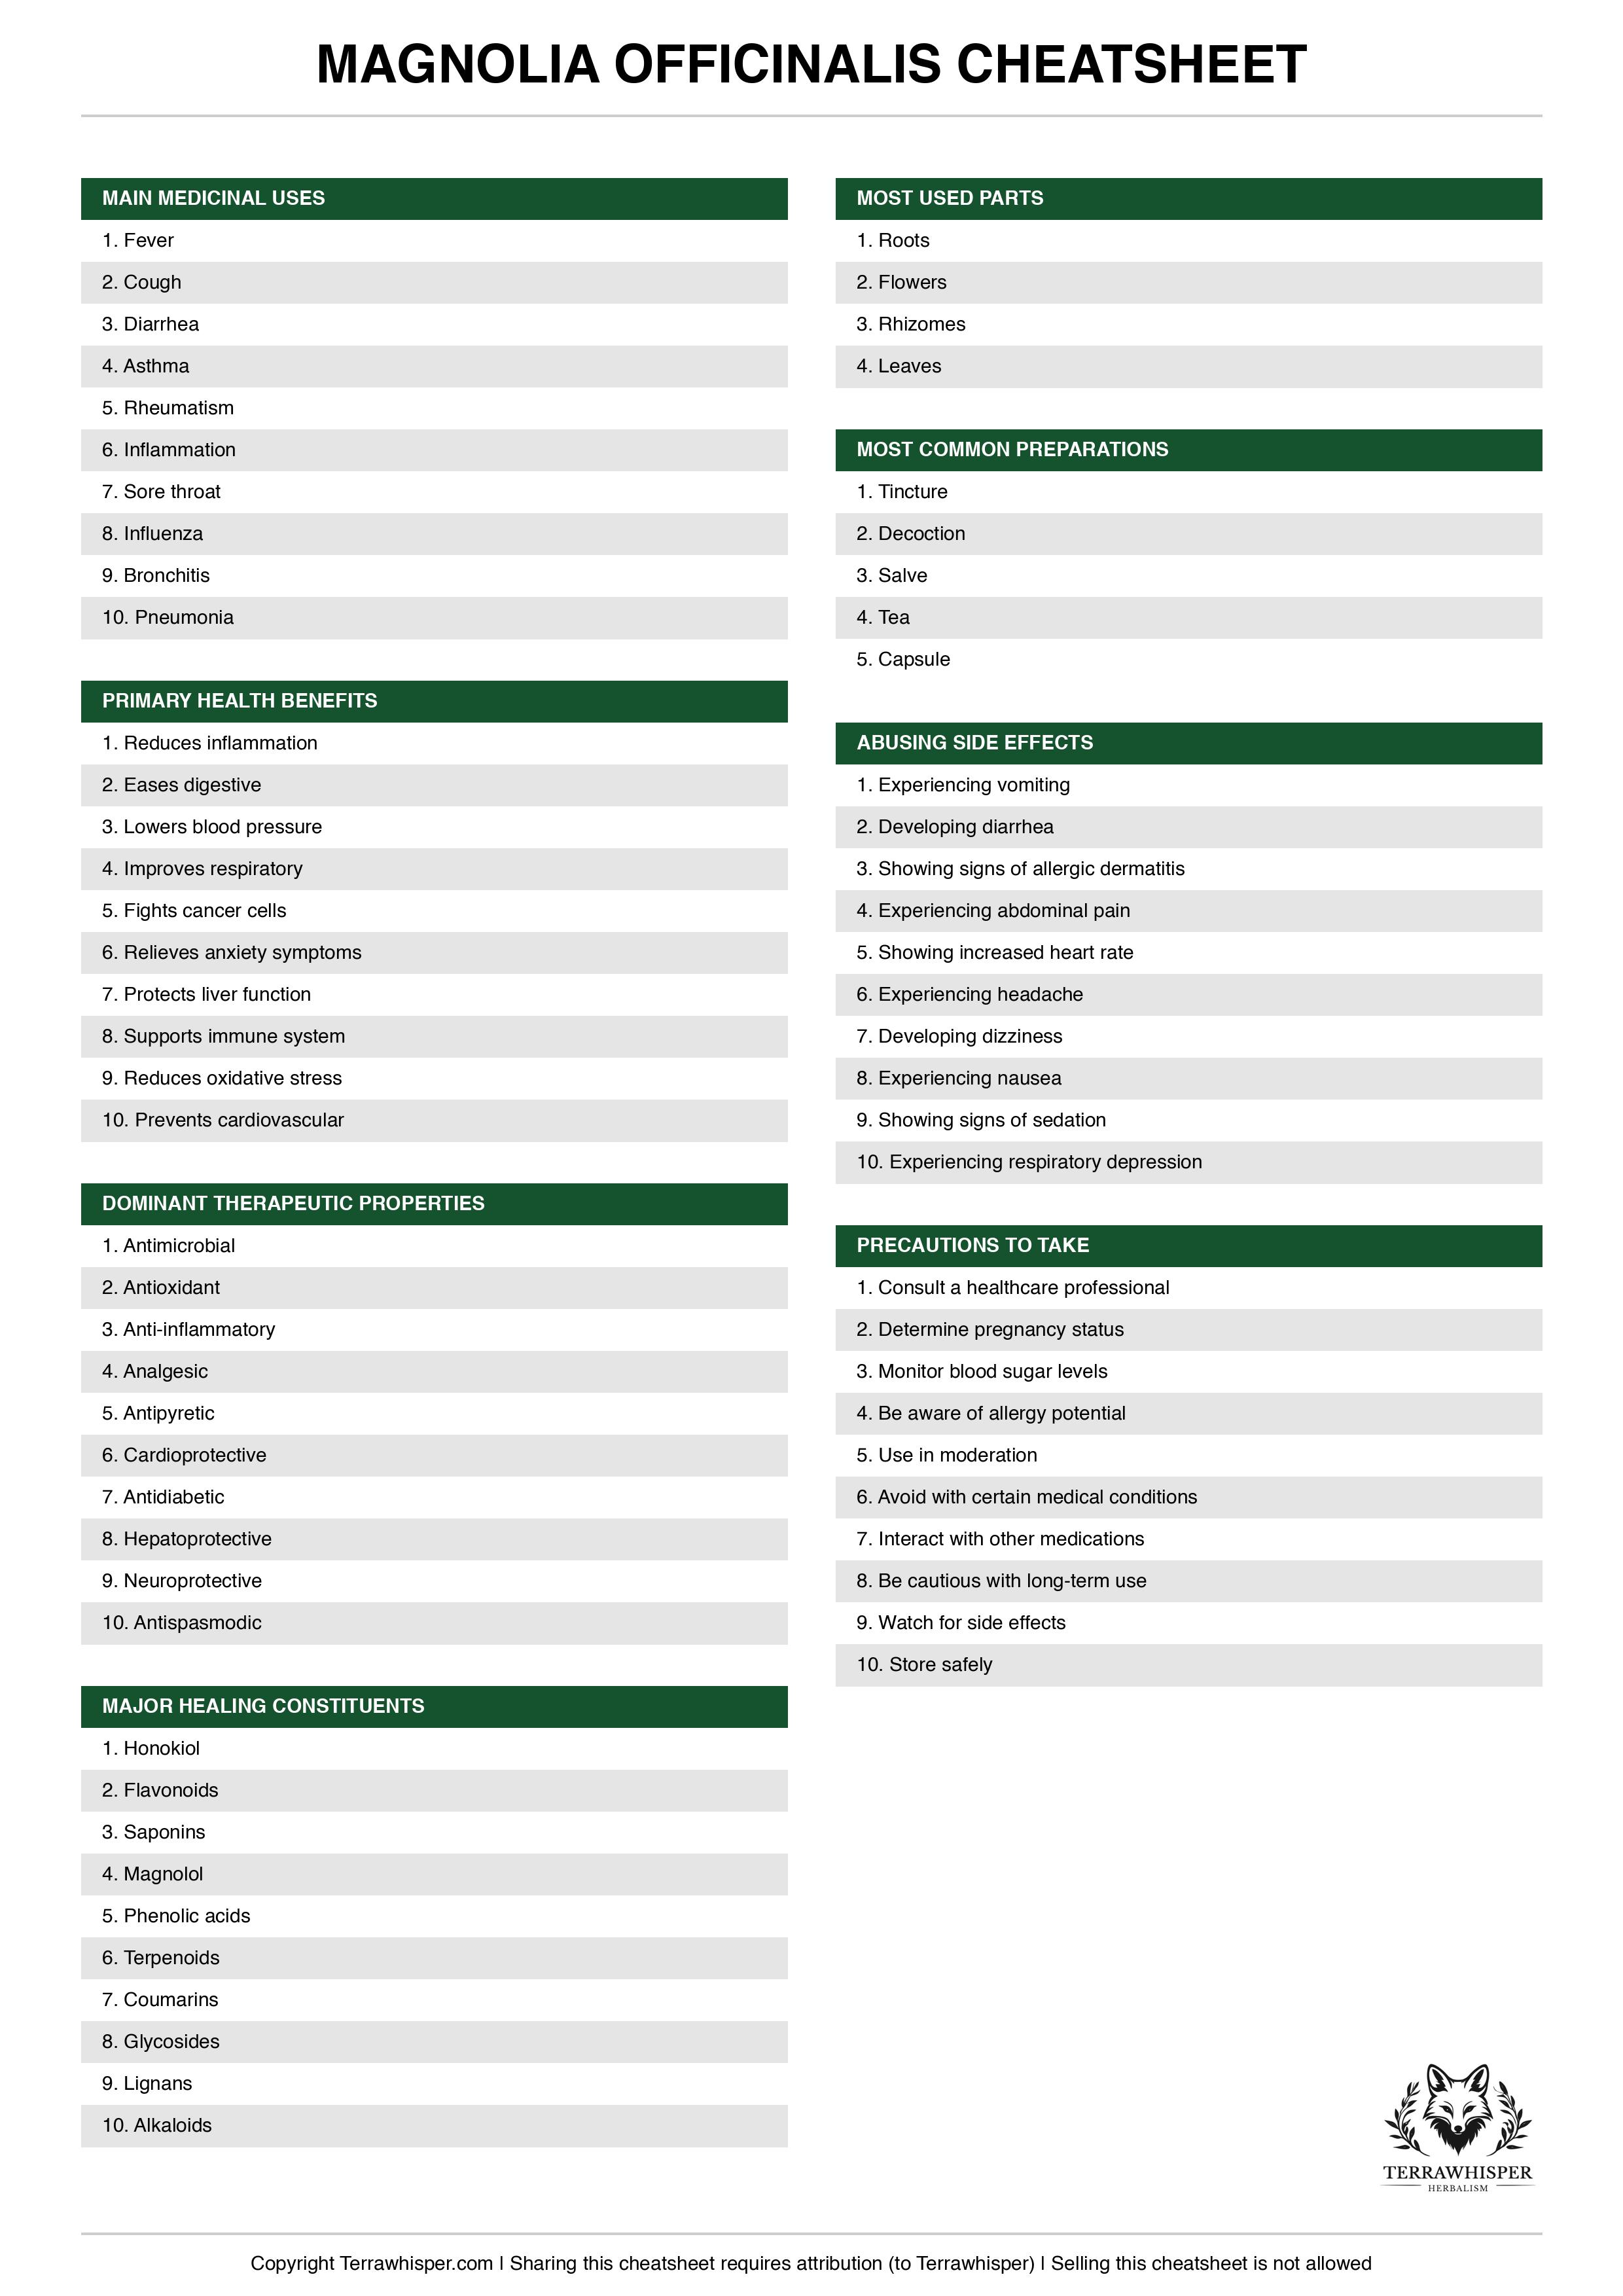 MAGNOLIA OFFICINALIS CHEATSHEET
MAIN MEDICINAL USES
1. Fever
2. Cough
3. Diarrhea
4. Asthma
5. Rheumatism
6. Inflammation
7. Sore throat
8. Influenza
9. Bronchitis
10. Pneumonia
PRIMARY HEALTH BENEFITS
1. Reduces inflammation
2. Eases digestive
3. Lowers blood pressure
4. Improves respiratory
5. Fights cancer cells
6. Relieves anxiety symptoms
7. Protects liver function
8. Supports immune system
9. Reduces oxidative stress
10. Prevents cardiovascular
DOMINANT THERAPEUTIC PROPERTIES
1. Antimicrobial
2. Antioxidant
3. Anti-inflammatory
4. Analgesic
5. Antipyretic
6. Cardioprotective
7. Antidiabetic
8. Hepatoprotective
9. Neuroprotective
10. Antispasmodic
MAJOR HEALING CONSTITUENTS
1. Honokiol
2. Flavonoids
3. Saponins
4. Magnolol
5. Phenolic acids
6. Terpenoids
7. Coumarins
8. Glycosides
9. Lignans
10. Alkaloids
MOST USED PARTS
1. Roots
2. Flowers
3. Rhizomes
4. Leaves
MOST COMMON PREPARATIONS
1. Tincture
2. Decoction
3. Salve
4. Tea
5. Capsule
ABUSING SIDE EFFECTS
1. Experiencing vomiting
2. Developing diarrhea
3. Showing signs of allergic dermatitis
4. Experiencing abdominal pain
5. Showing increased heart rate
6. Experiencing headache
7. Developing dizziness
8. Experiencing nausea
9. Showing signs of sedation
10. Experiencing respiratory depression
PRECAUTIONS TO TAKE
1. Consult a healthcare professional
2. Determine pregnancy status
3. Monitor blood sugar levels
4. Be aware of allergy potential
5. Use in moderation
6. Avoid with certain medical conditions
7. Interact with other medications
8. Be cautious with long-term use
9. Watch for side effects
10. Store safely
TERRAWHISPER
HERBALISM
Copyright Terrawhisper.com | Sharing this cheatsheet requires attribution (to Terrawhisper) | Selling this cheatsheet is not allowed